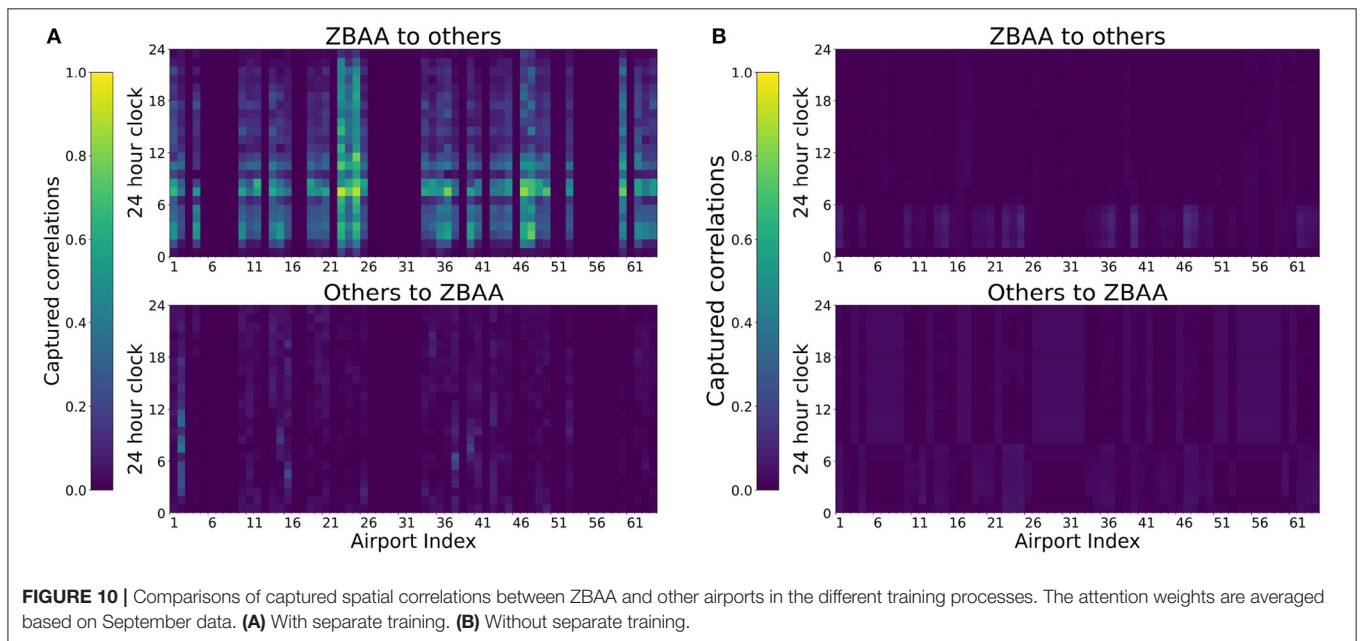 A
ZBAA to others
1.0
0.8
0.6
0.4
0.2
0.0
Captured correlations
24
18
12
6
0
24 hour clock
1 6 11 16 21 26 31 36 41 46 51 56 61
Others to ZBAA
24
18
12
6
0
24 hour clock
1 6 11 16 21 26 31 36 41 46 51 56 61
Airport Index
B
ZBAA to others
1.0
0.8
0.6
0.4
0.2
0.0
Captured correlations
24
18
12
6
0
24 hour clock
1 6 11 16 21 26 31 36 41 46 51 56 61
Others to ZBAA
24
18
12
6
0
24 hour clock
1 6 11 16 21 26 31 36 41 46 51 56 61
Airport Index
FIGURE 10 | Comparisons of captured spatial correlations between ZBAA and other airports in the different training processes. The attention weights are averaged
based on September data. (A) With separate training. (B) Without separate training.